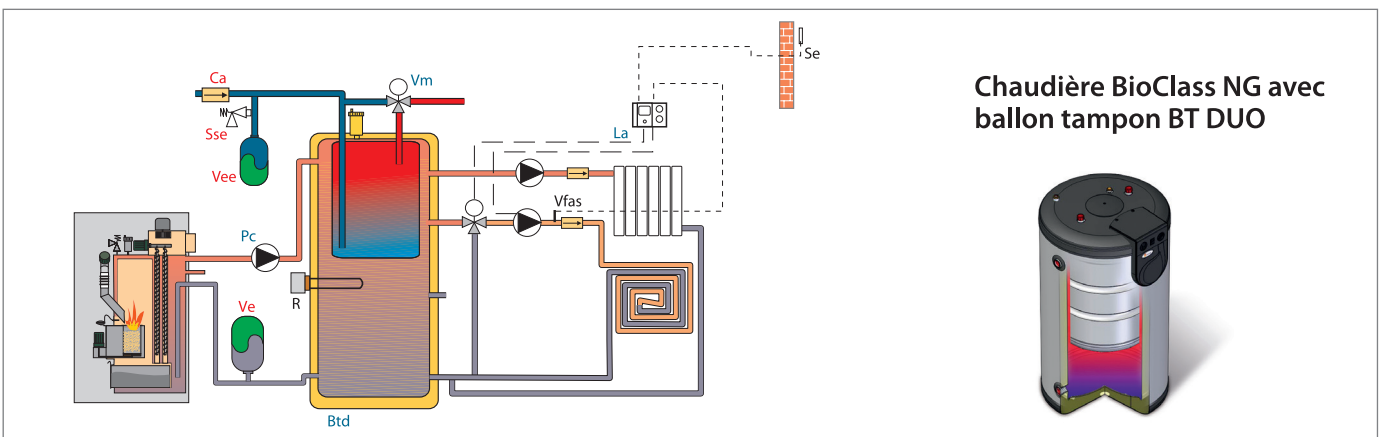 Ca
Vm
Se
Sse
La
Vee
Vfas
Pc
R
Ve
Btd
Chaudière BioClass NG avec
ballon tampon BT DUO